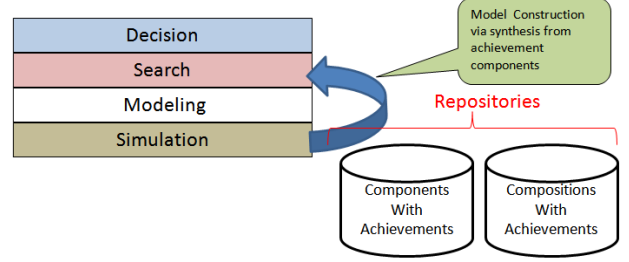 Decision
Search
Modeling
Simulation
Model Construction
via synthesis from
achievement
components
Repositories
Components
With
Achievements
Compositions
With
Achievements